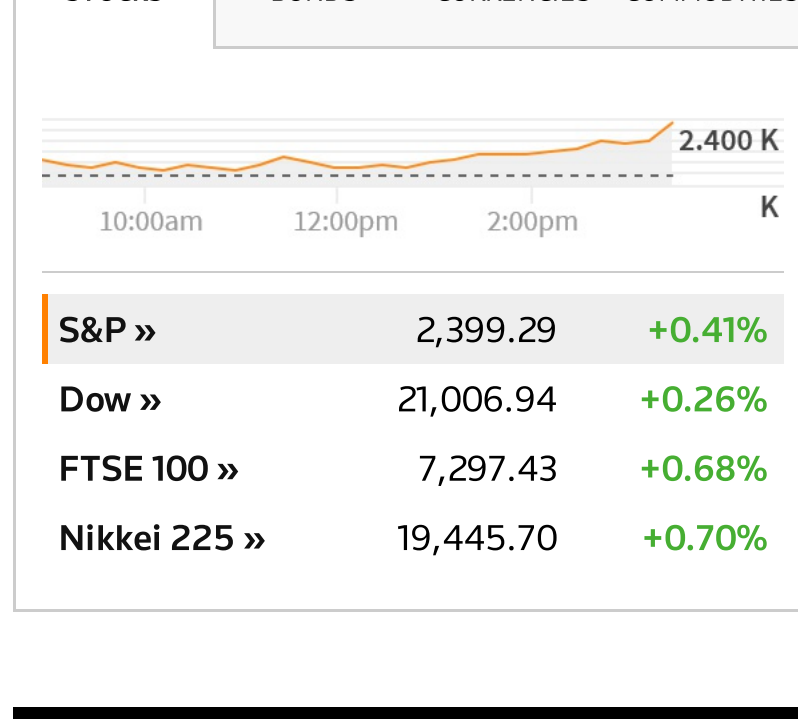 2.400 K
K
10:00am 12:00pm 2:00pm
S&P » 2,399.29 +0.41%
Dow » 21,006.94 +0.26%
FTSE 100 » 7,297.43 +0.68%
Nikkei 225 » 19,445.70 +0.70%